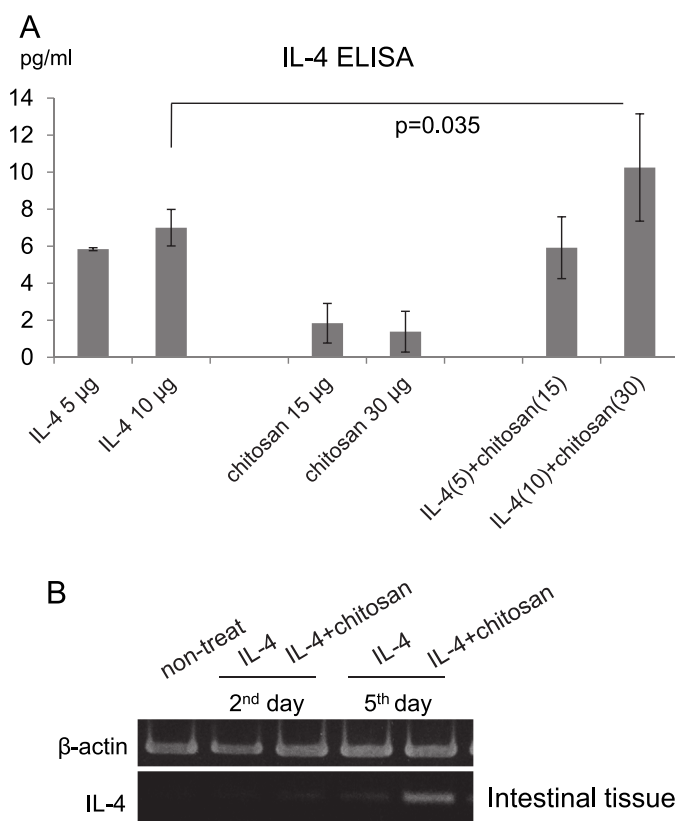 A
pg/ml
IL-4 ELISA
14
12
10
8
6
4
2
0
p=0.035
IL-4 5 µg
IL-4 10 µg
chitosan 15 µg
chitosan 30 µg
IL-4(5)+chitosan(15)
IL-4(10)+chitosan(30)
B
non-treat
IL-4
IL-4+chitosan
IL-4
IL-4+chitosan
2nd day
5th day
β-actin
IL-4
Intestinal tissue